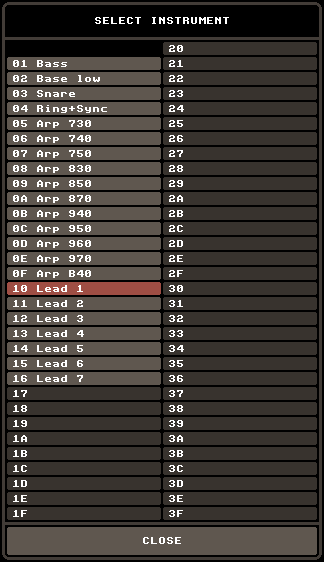 SELECT INSTRUMENT
01 Bass
02 Base low
03 Snare
04 Ring+Sync
05 Arp 730
06 Arp 740
07 Arp 750
08 Arp 830
09 Arp 850
0A Arp 870
0B Arp 940
0C Arp 950
0D Arp 960
0E Arp 970
0F Arp B40
10 Lead 1
11 Lead 2
12 Lead 3
13 Lead 4
14 Lead 5
15 Lead 6
16 Lead 7
17
18
19
1A
1B
1C
1D
1E
1F
20
21
22
23
24
25
26
27
28
29
2A
2B
2C
2D
2E
2F
30
31
32
33
34
35
36
37
38
39
3A
3B
3C
3D
3E
3F
CLOSE